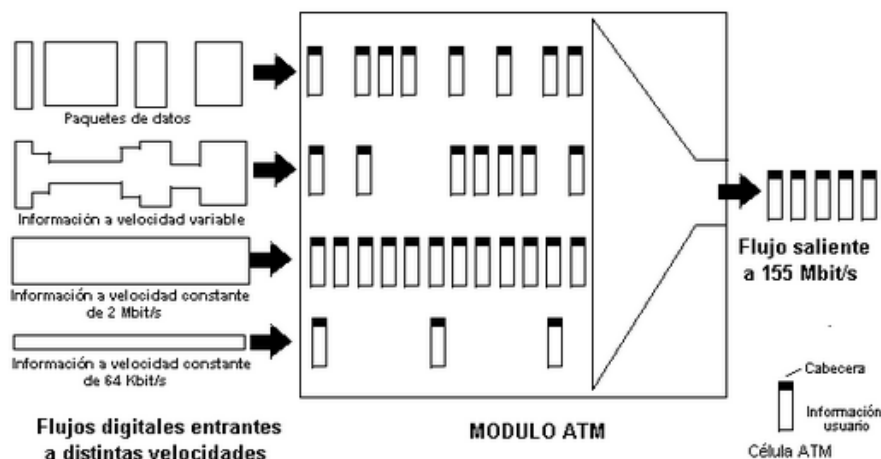 Paquetes de datos
Información a velocidad variable
Información a velocidad constante
de 2 Mbit/s
Información a velocidad constante
de 64 Kbit/s
Flujos digitales entrantes
a distintas velocidades
MODULO ATM
Flujo saliente
a 155 Mbit/s
Cabecera
Información
usuario
Célula ATM